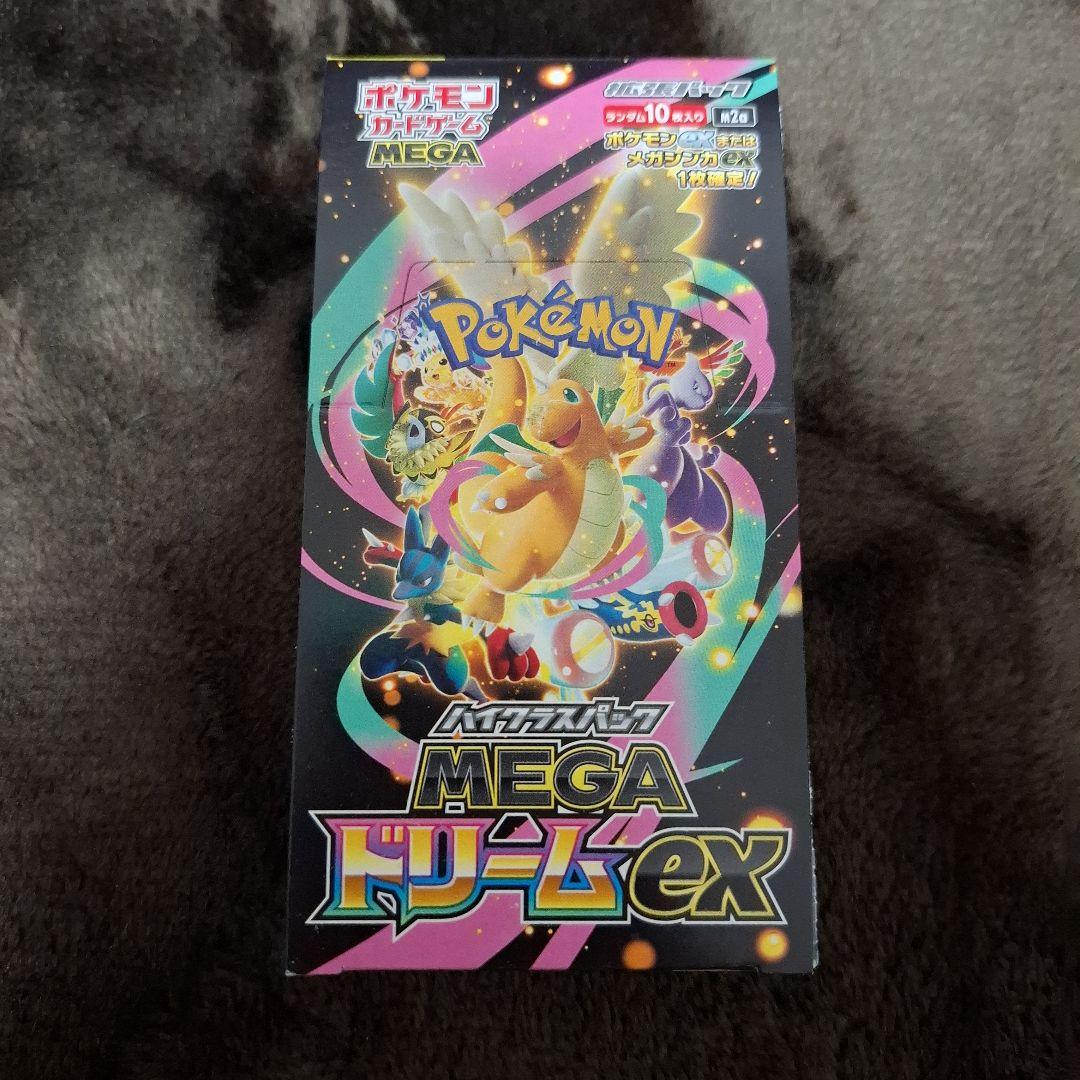 ポケモン
カードゲーム
MEGA
拡張パック
ランダム10枚入り M2a
ポケモンexまたは
メガシンカex
1枚確定!
POKéMON
TM
ハイクラスパック
MEGA
ドリームex